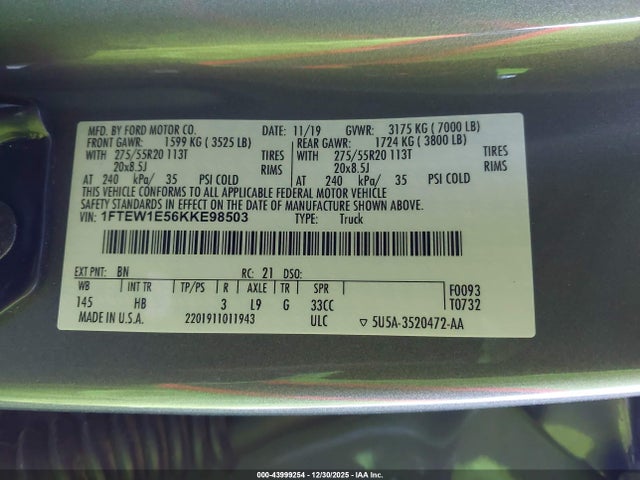 MFD. BY FORD MOTOR CO. DATE: 11/19 GVWR: 3175 KG ( 7000 LB)
FRONT GAWR: 1599 KG ( 3525 LB) REAR GAWR: 1724 KG ( 3800 LB)
WITH 275/55R20 113T TIRES WITH 275/55R20 113T TIRES
20x8.5J RIMS 20x8.5J RIMS
AT 240 kPa/ 35 PSI COLD AT 240 kPa/ 35 PSI COLD
THIS VEHICLE CONFORMS TO ALL APPLICABLE FEDERAL MOTOR VEHICLE
SAFETY STANDARDS IN EFFECT ON THE DATE OF MANUFACTURE SHOWN ABOVE.
VIN: 1FTEW1E56KKE98503 TYPE: Truck
EXT PNT: BN RC: 21 DSO:
WB INT TR TP/PS R AXLE TR SPR F0093
145 HB 3 L9 G 33CC T0732
MADE IN U.S.A. 2201911011943 ULC ▽ 5U5A-3520472-AA
000-43999254 - 12/30/2025 - IAA Inc.